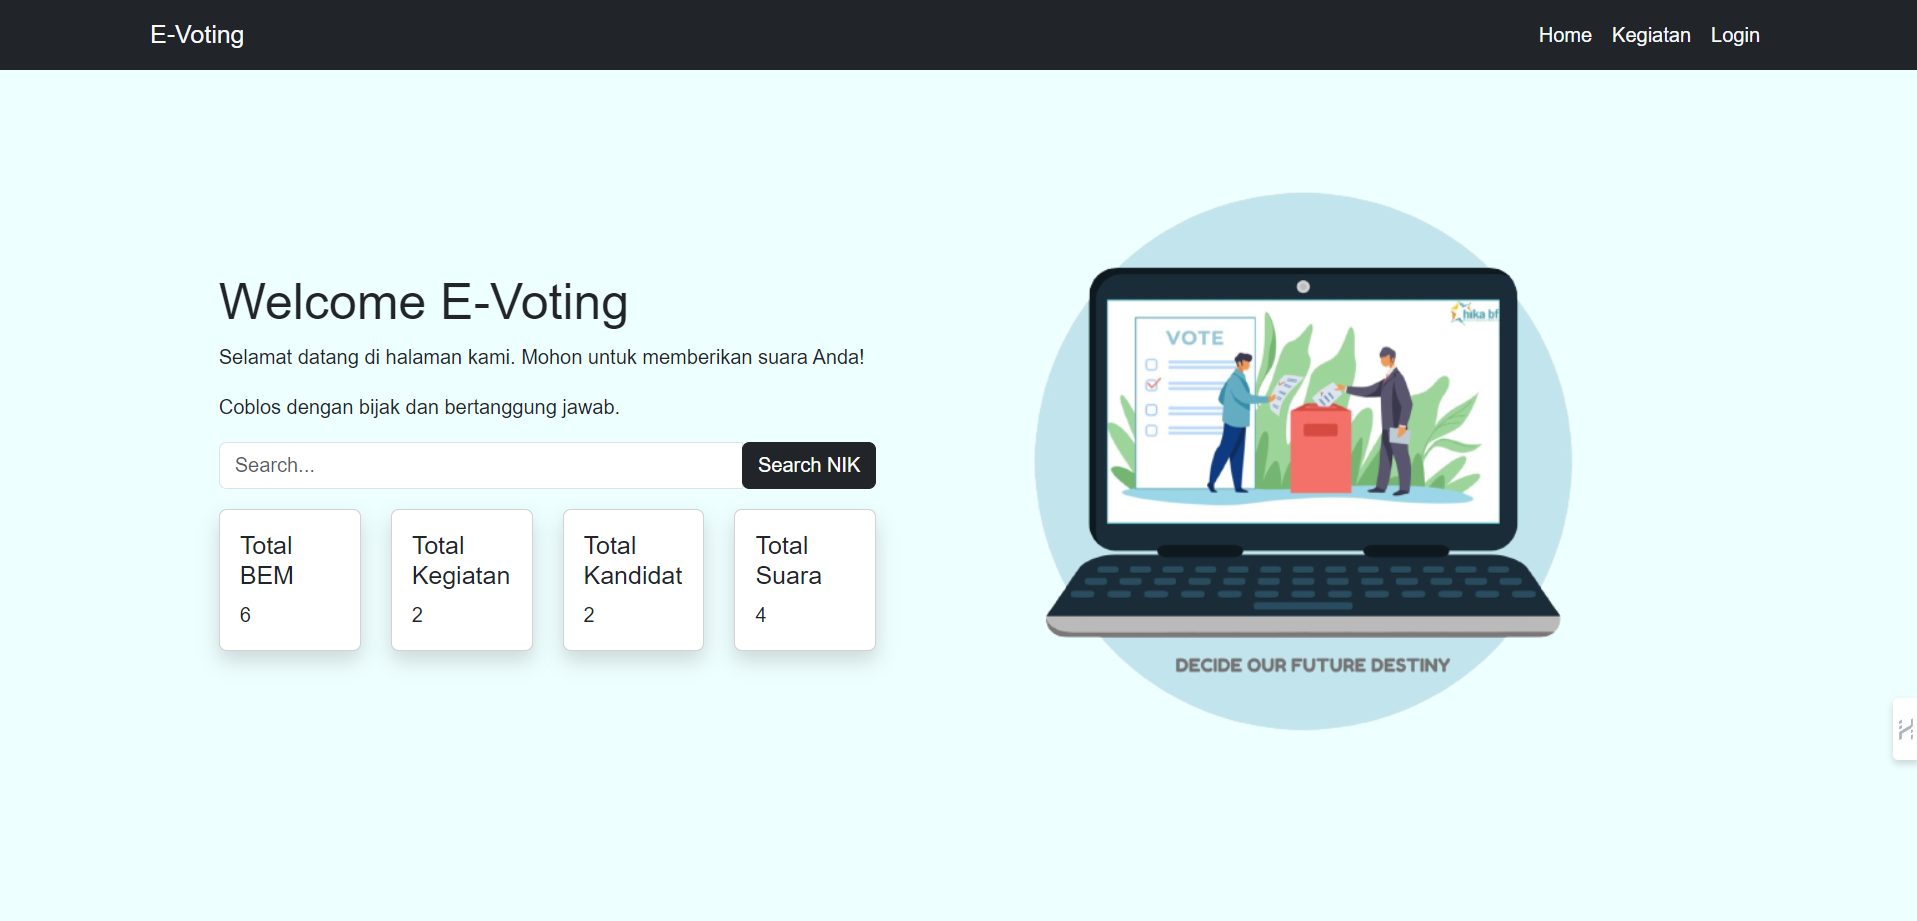 E-Voting
Home Kegiatan Login
Welcome E-Voting
Selamat datang di halaman kami. Mohon untuk memberikan suara Anda!
Coblos dengan bijak dan bertanggung jawab.
Search...
Search NIK
Total
BEM
6
Total
Kegiatan
2
Total
Kandidat
2
Total
Suara
4
hika bf
VOTE
DECIDE OUR FUTURE DESTINY